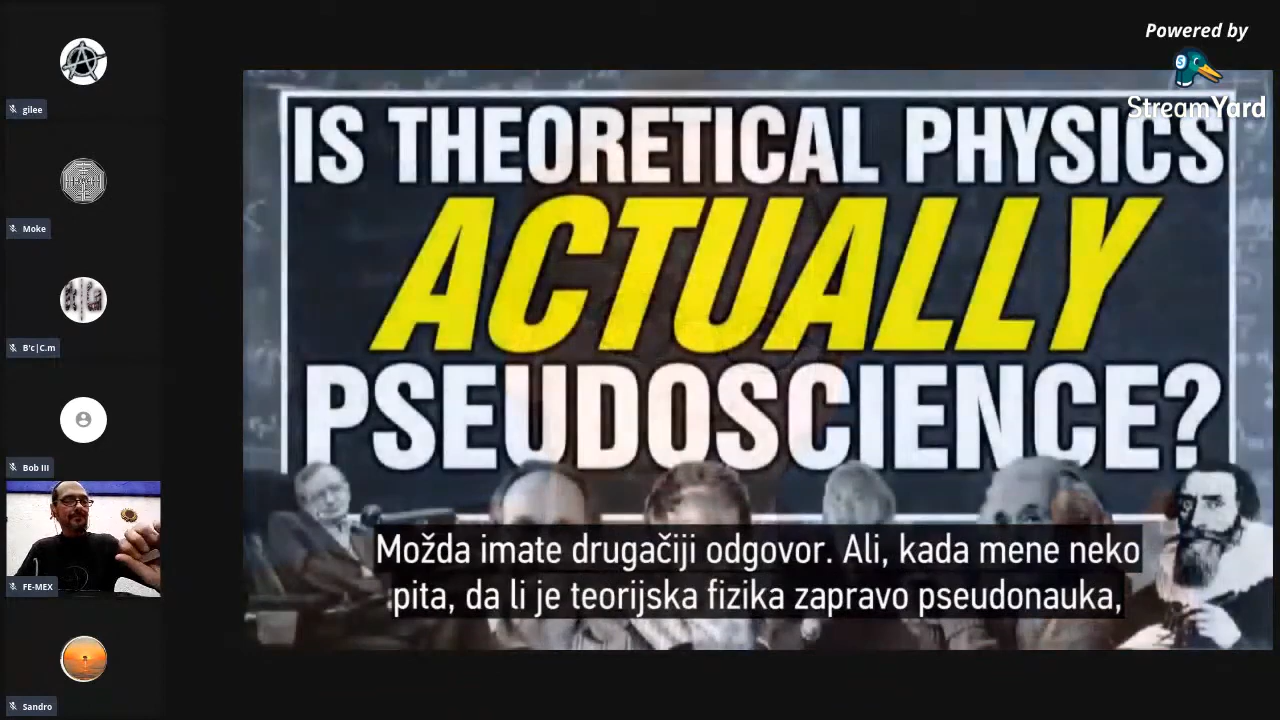 Powered by
StreamYard
IS THEORETICAL PHYSICS
ACTUALLY
PSEUDOSCIENCE?
Možda imate drugačiji odgovor. Ali, kada mene neko
pita, da li je teorijska fizika zapravo pseudonauka,
gilee
Moke
B'c|C.m
Bob III
FE-MEX
Sandro